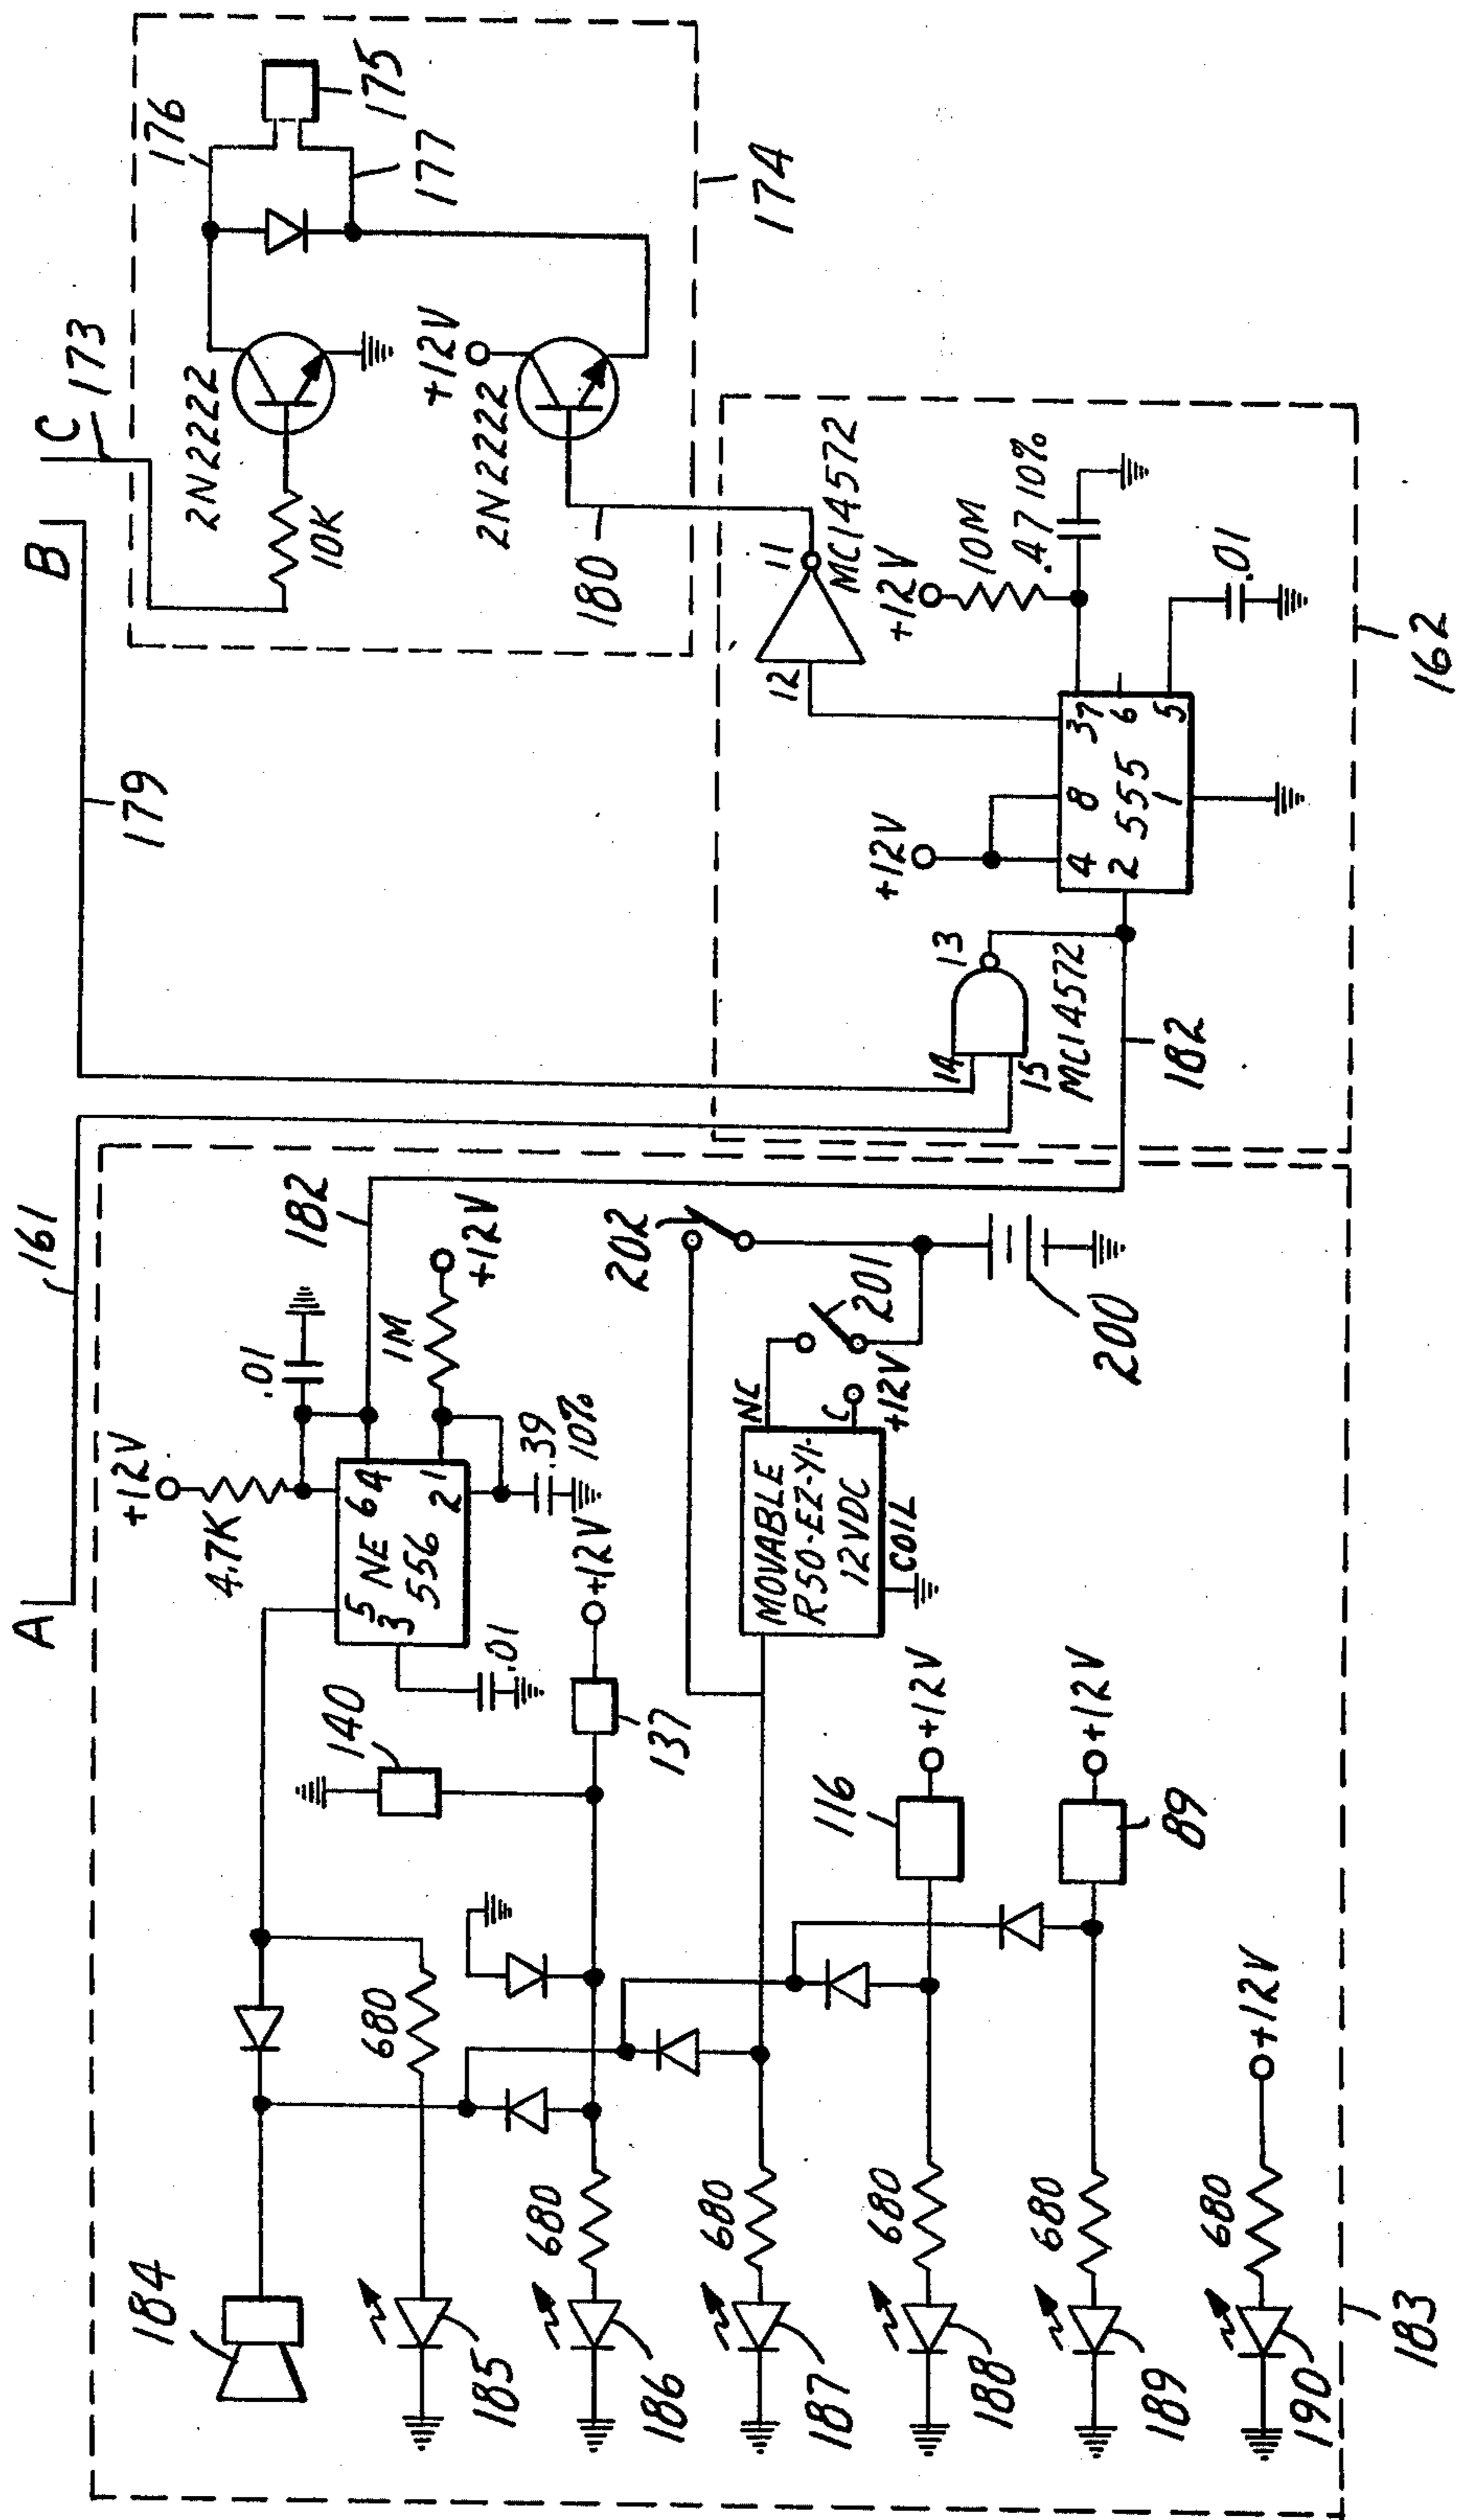 A
161
B
C
173
179
176
175
177
174
2N2222
10K
+12V
2N2222
180
11
12
MC14572
+12V
10M
.47 10%
.01
4 8 3 7
2 555 6
1 5
+12V
13
14
15
MC14572
182
162
182
+12V
4.7K
.01
1M
+12V
5 6 4
3 NE
556 2 1
.39
10%
.01
+12V
140
137
202
201
200
NC
C
+12V
MOVABLE
R50-E2-Y1-
12VDC
COIL
116
+12V
89
+12V
+12V
184
680
680
680
680
680
680
185
186
187
188
189
190
183